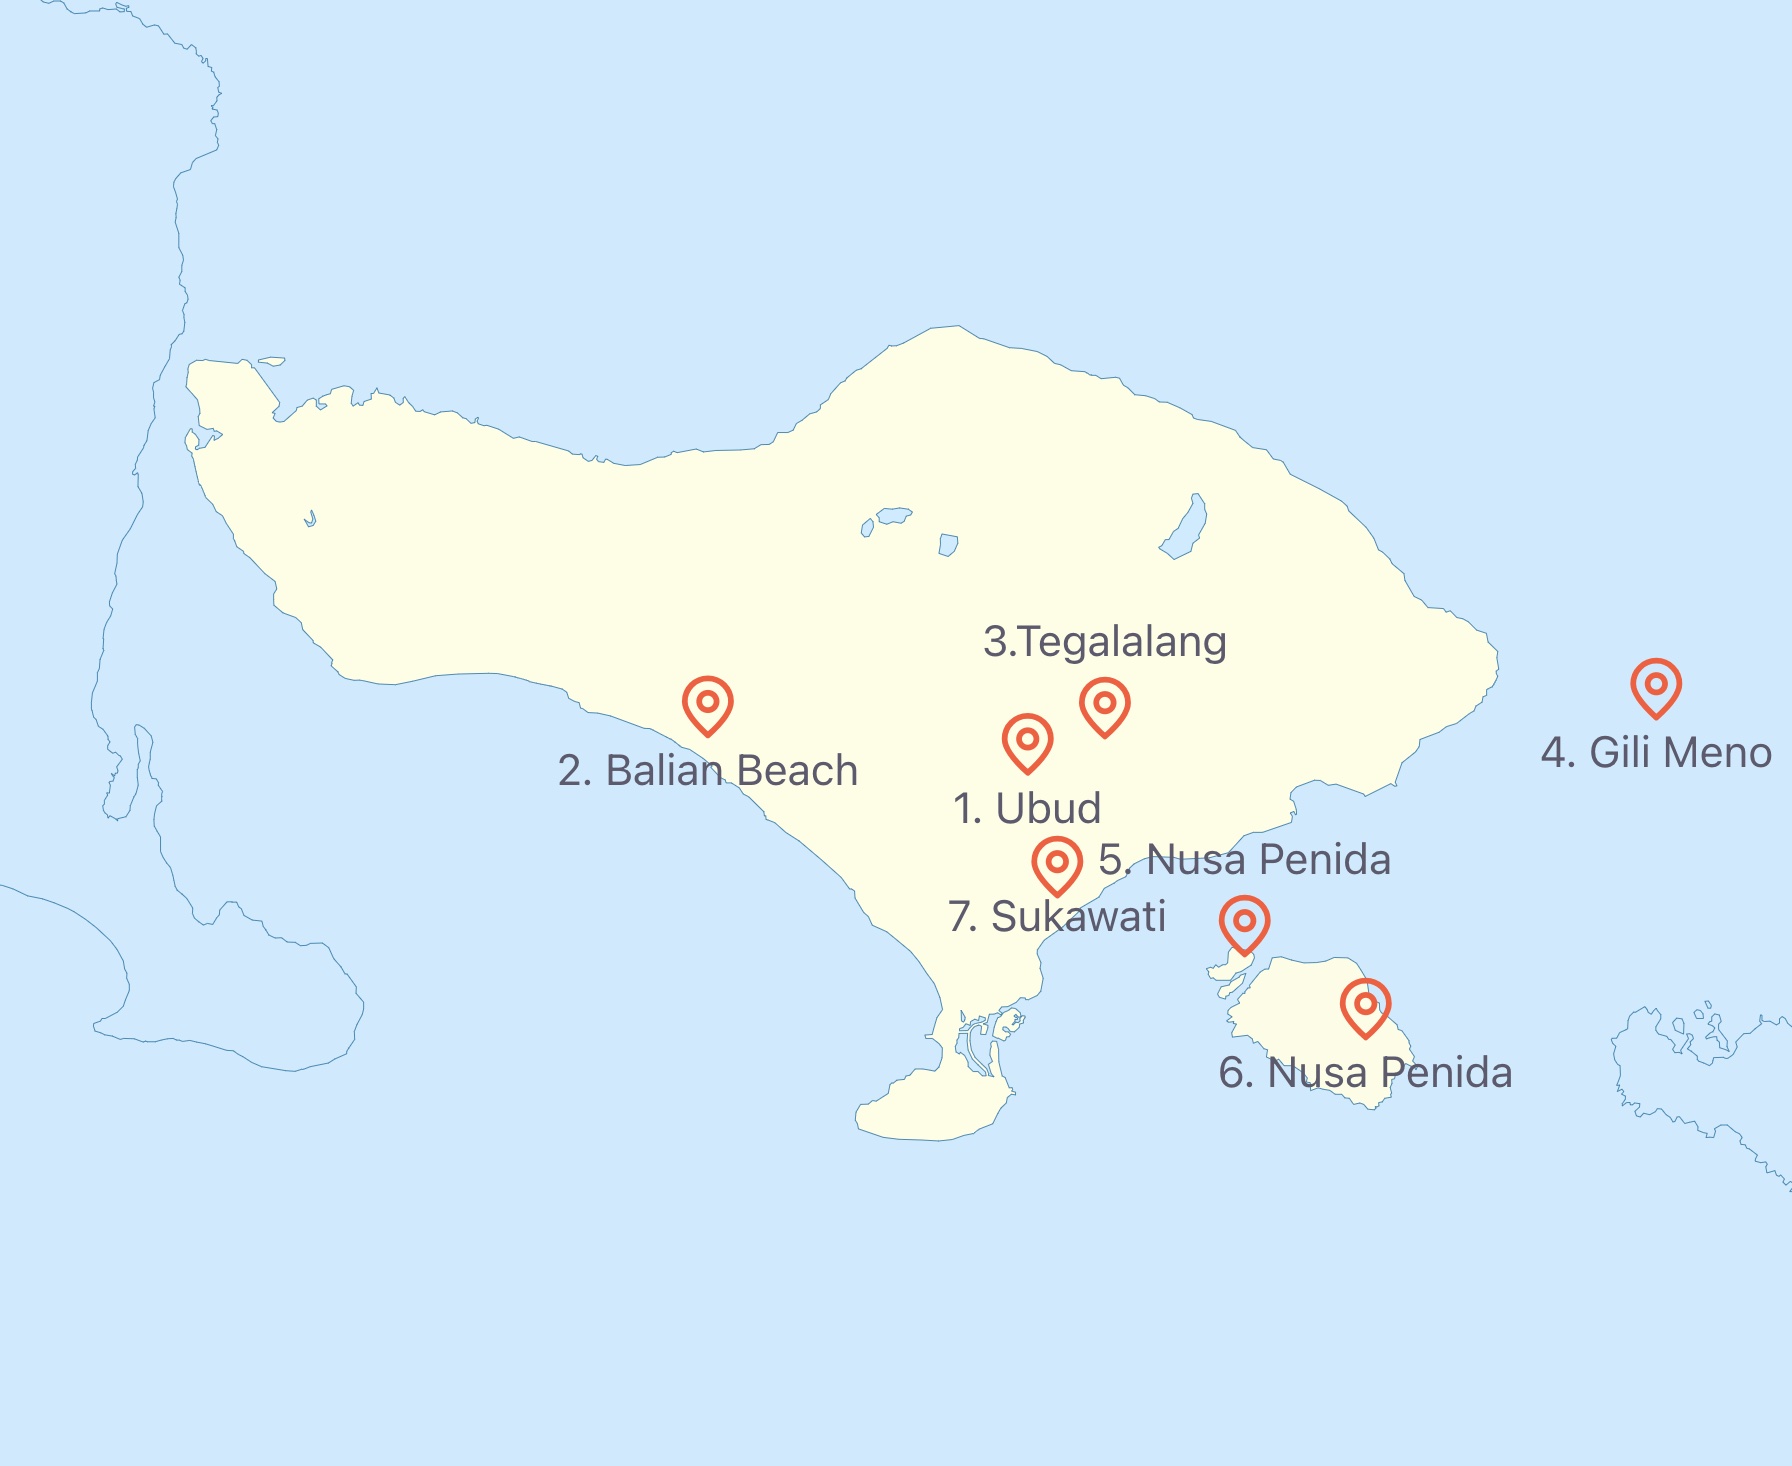 3.Tegalalang
2. Balian Beach
4. Gili Meno
1. Ubud
5. Nusa Penida
7. Sukawati
6. Nusa Penida